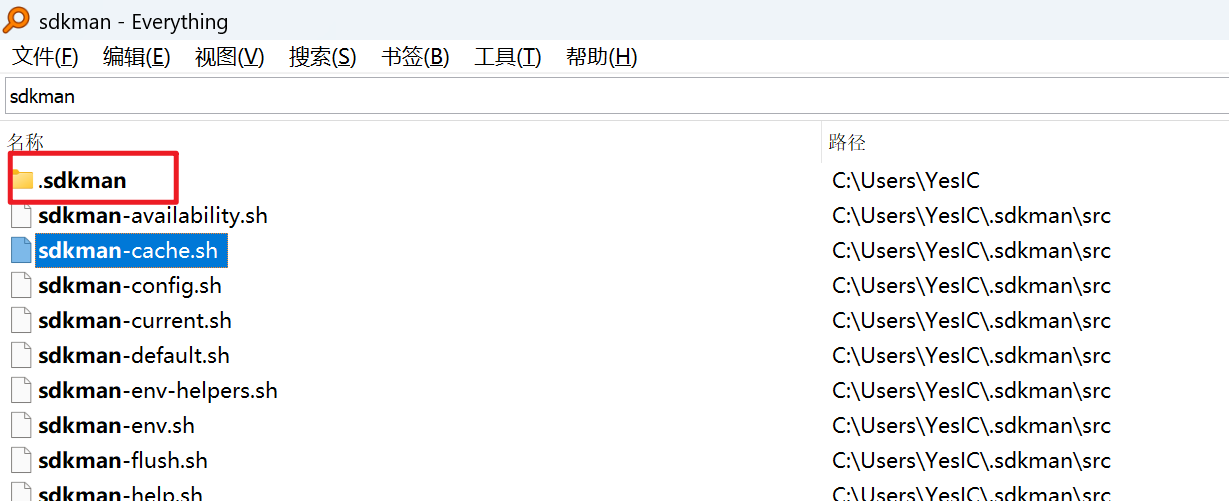 sdkman - Everything
文件(F) 编辑(E) 视图(V) 搜索(S) 书签(B) 工具(T) 帮助(H)
sdkman
名称 路径
.sdkman C:\Users\YesIC
sdkman-availability.sh C:\Users\YesIC\.sdkman\src
sdkman-cache.sh C:\Users\YesIC\.sdkman\src
sdkman-config.sh C:\Users\YesIC\.sdkman\src
sdkman-current.sh C:\Users\YesIC\.sdkman\src
sdkman-default.sh C:\Users\YesIC\.sdkman\src
sdkman-env-helpers.sh C:\Users\YesIC\.sdkman\src
sdkman-env.sh C:\Users\YesIC\.sdkman\src
sdkman-flush.sh C:\Users\YesIC\.sdkman\src
sdkman-help.sh C:\Users\YesIC\.sdkman\src